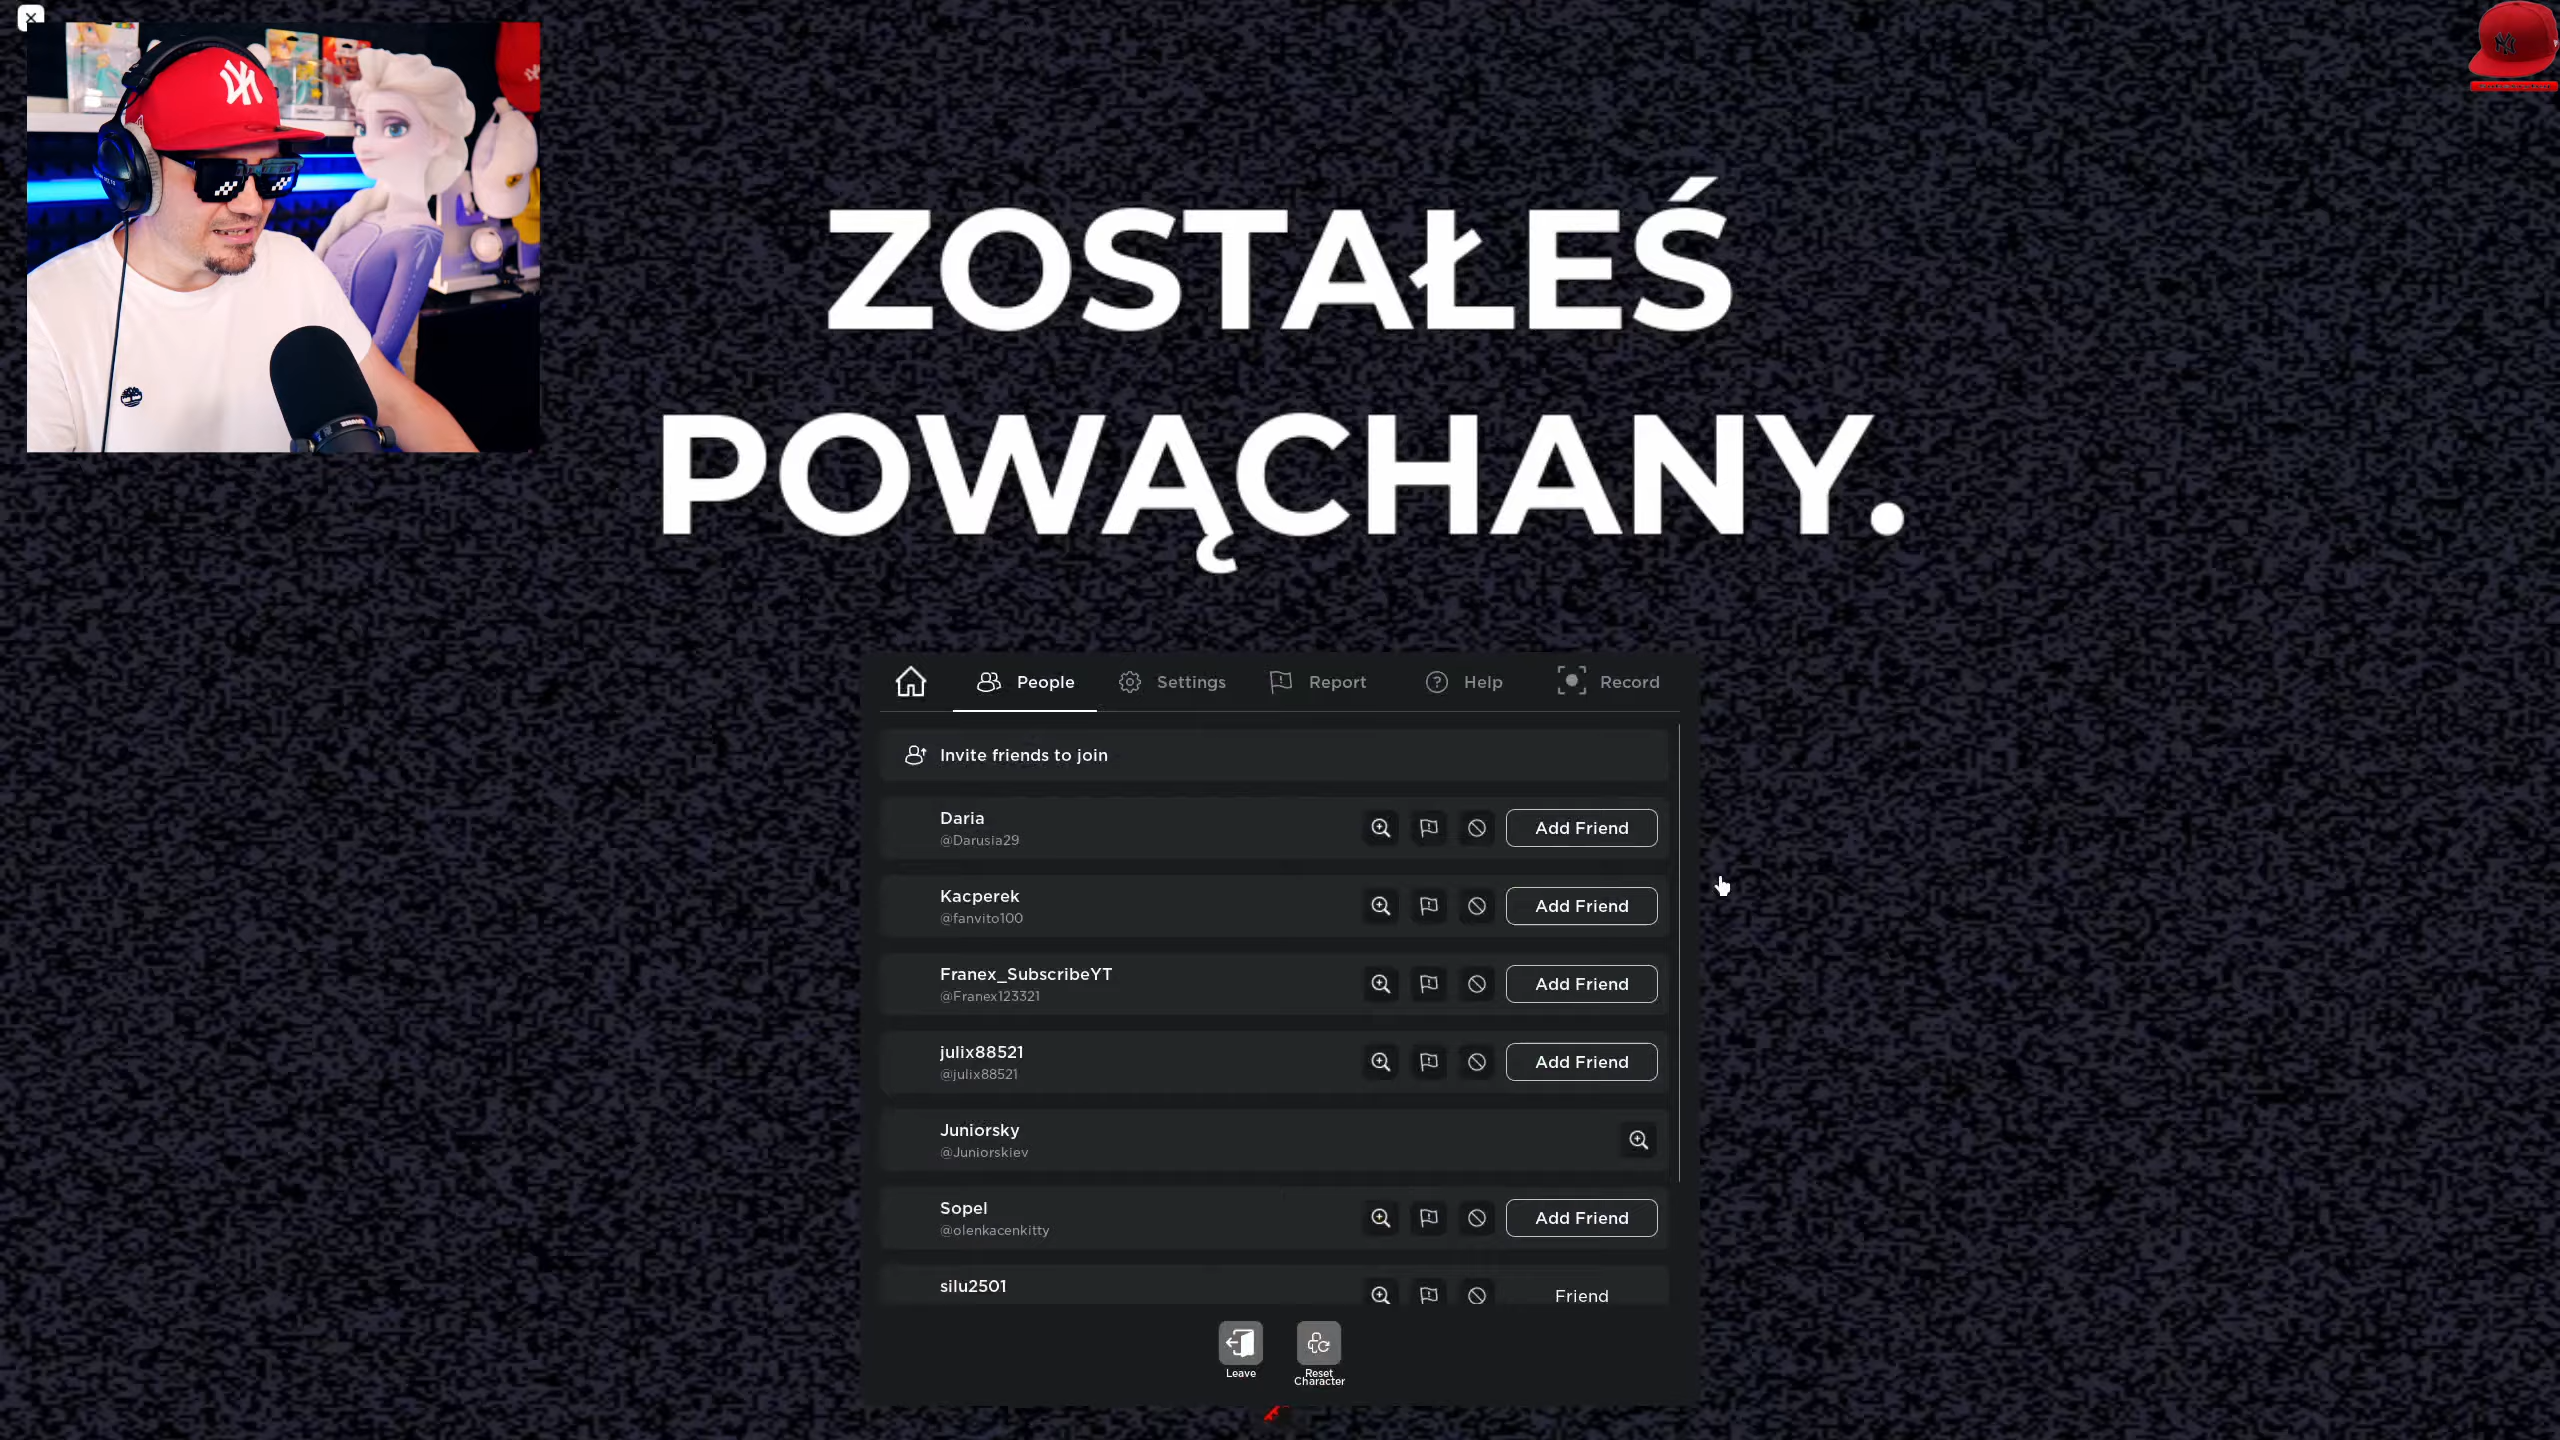 ZOSTAŁEŚ
POWĄCHANY.
People
Settings
Report
Help
Record
Invite friends to join
Daria
@Darusia29
Add Friend
Kacperek
@fanvito100
Add Friend
Franex_SubscribeYT
@Franex123321
Add Friend
julix88521
@julix88521
Add Friend
Juniorsky
@Juniorskiev
Sopel
@olenkacenkitty
Add Friend
silu2501
Friend
Leave
Reset
Character